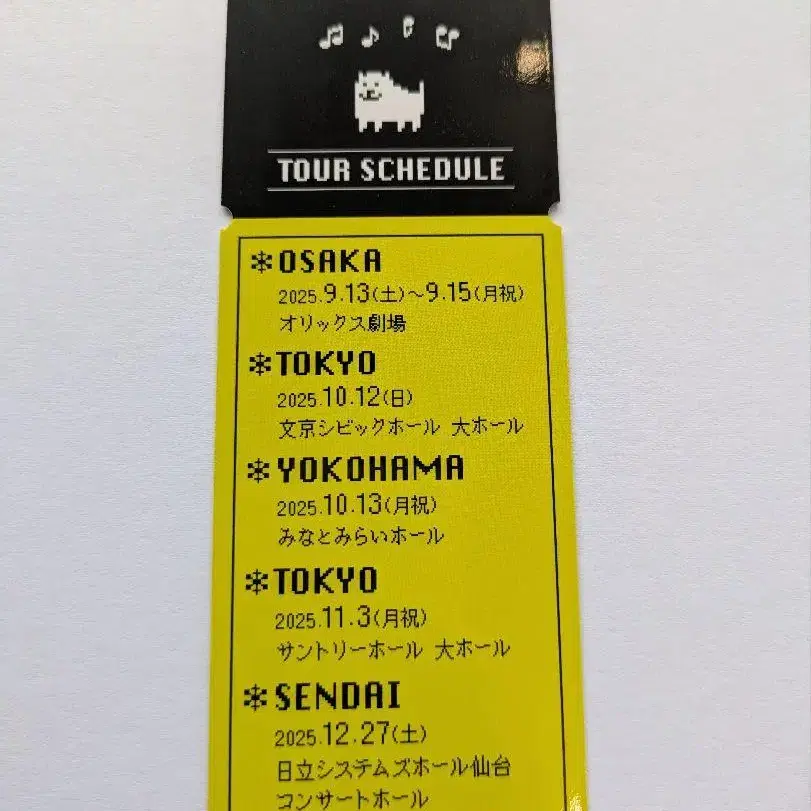 TOUR SCHEDULE
✻OSAKA
2025.9.13(土)～9.15(月祝)
オリックス劇場
✻TOKYO
2025.10.12(日)
文京シビックホール 大ホール
✻YOKOHAMA
2025.10.13(月祝)
みなとみらいホール
✻TOKYO
2025.11.3(月祝)
サントリーホール 大ホール
✻SENDAI
2025.12.27(土)
日立システムズホール仙台
コンサートホール